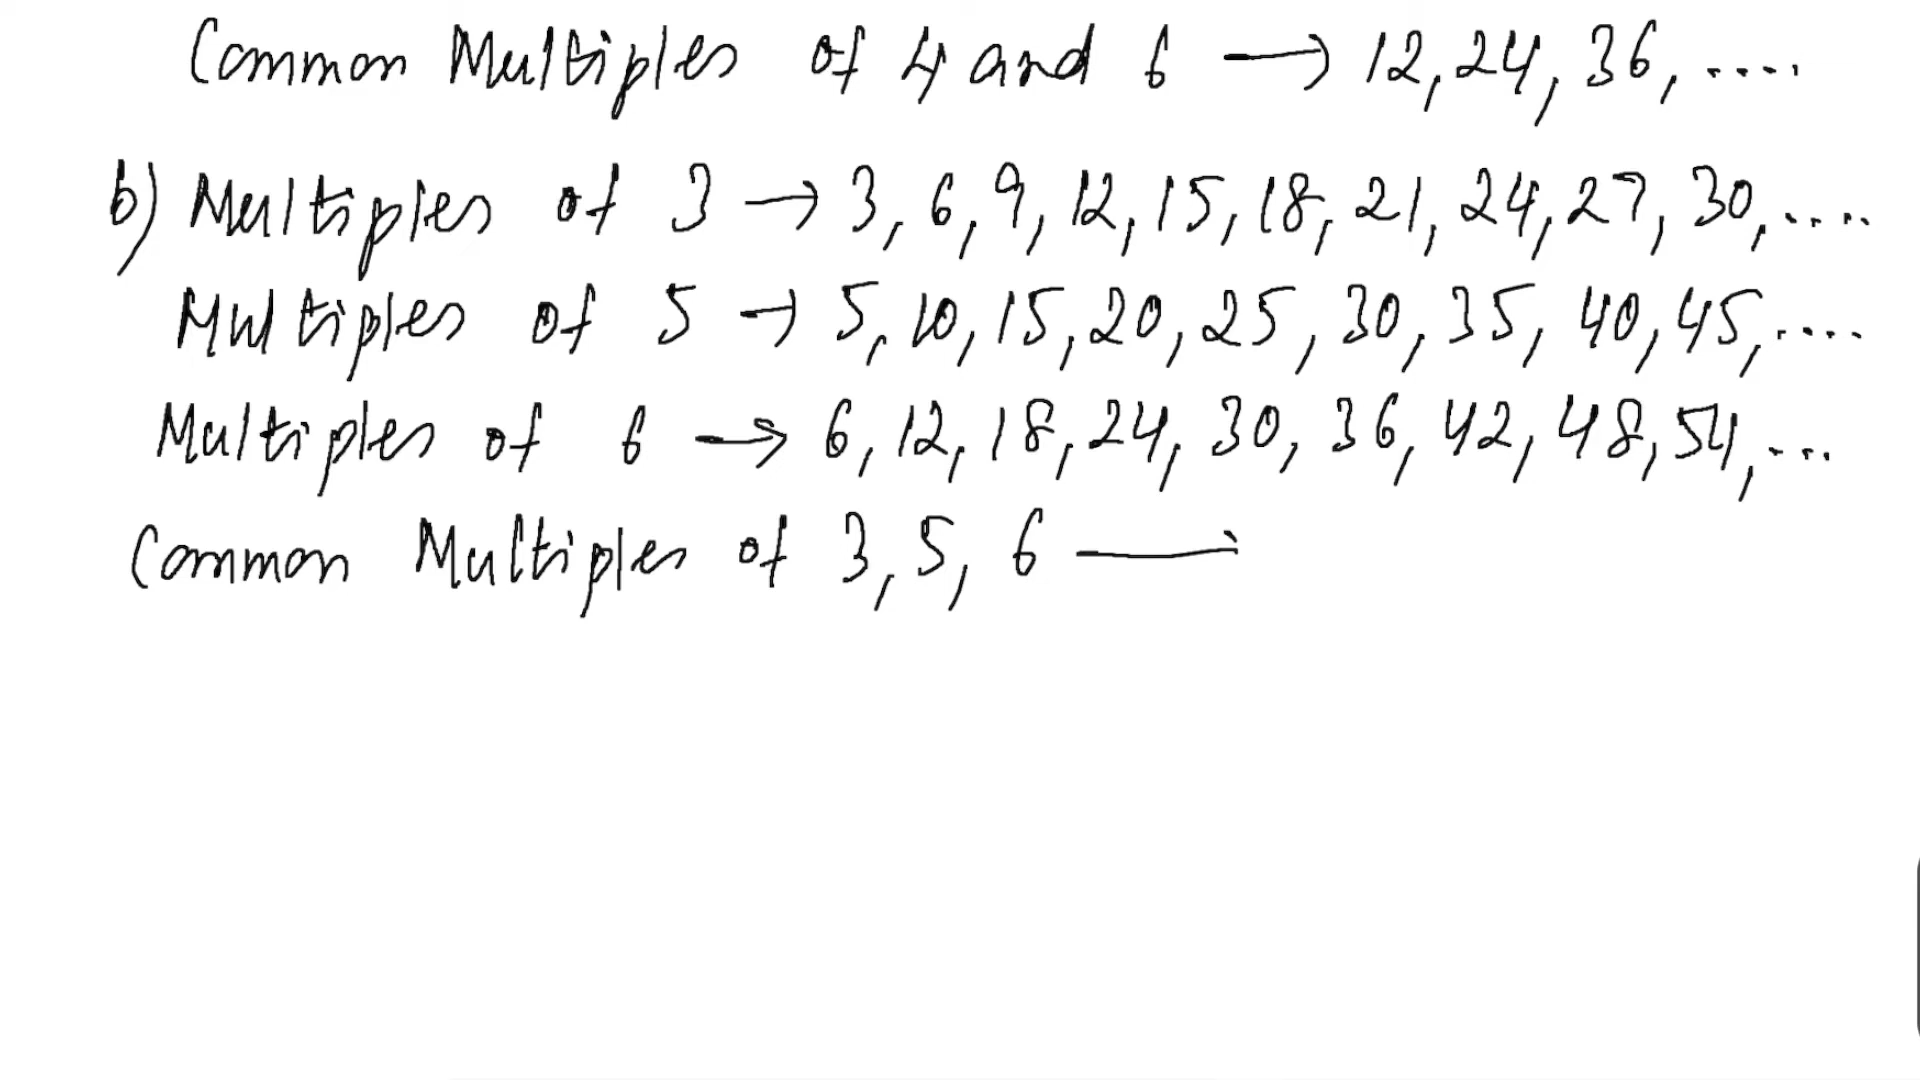 Common Multiples of 4 and 6 → 12, 24, 36, ....
b) Multiples of 3 → 3, 6, 9, 12, 15, 18, 21, 24, 27, 30, ....
Multiples of 5 → 5, 10, 15, 20, 25, 30, 35, 40, 45, ....
Multiples of 6 → 6, 12, 18, 24, 30, 36, 42, 48, 54, ....
Common Multiples of 3, 5, 6 —